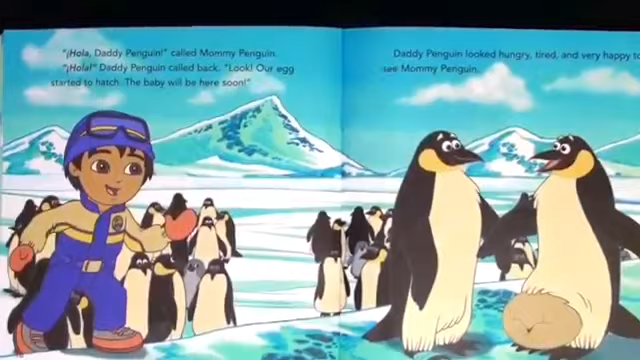 "¡Hola, Daddy Penguin!" called Mommy Penguin.
"¡Hola!" Daddy Penguin called back. "Look! Our egg
started to hatch. The baby will be here soon!"
Daddy Penguin looked hungry, tired, and very happy to
see Mommy Penguin.